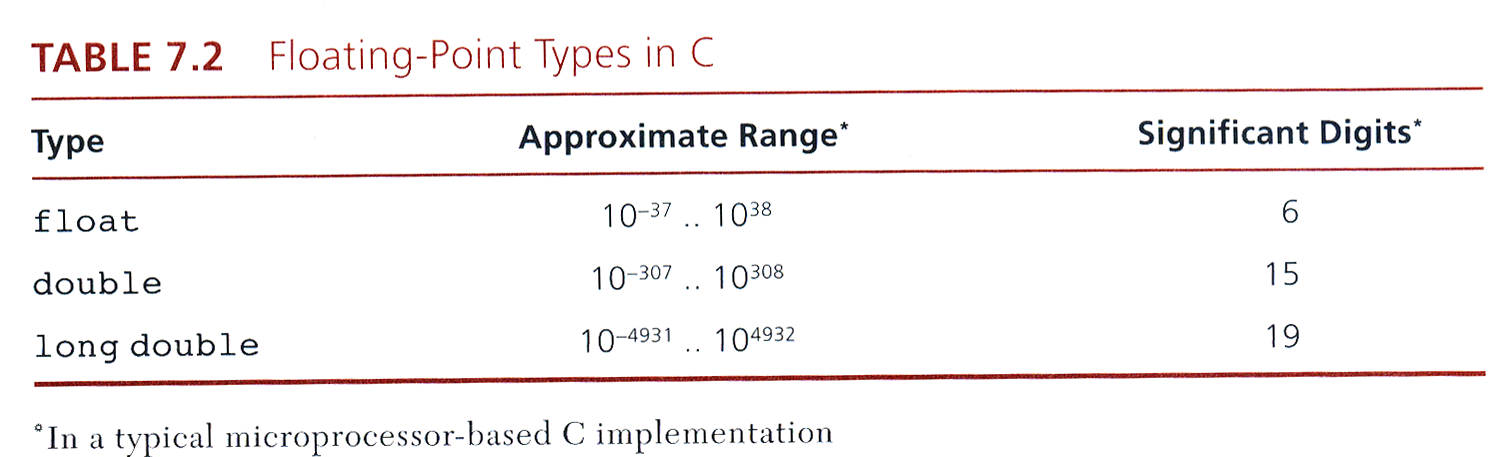 TABLE 7.2 Floating-Point Types in C
Type Approximate Range* Significant Digits*
float 10⁻³⁷ .. 10³⁸ 6
double 10⁻³⁰⁷ .. 10³⁰⁸ 15
long double 10⁻⁴⁹³¹ .. 10⁴⁹³² 19
*In a typical microprocessor-based C implementation